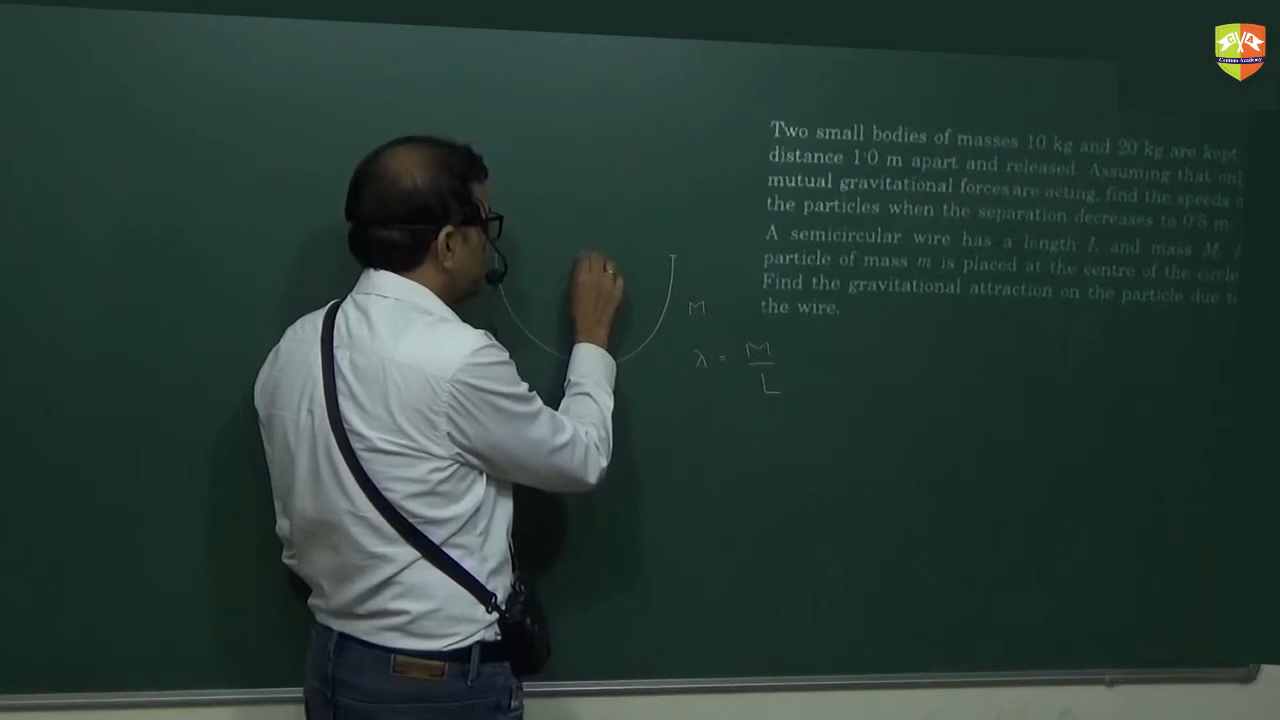 Two small bodies of masses 10 kg and 20 kg are kept
distance 1·0 m apart and released. Assuming that
mutual gravitational forces are acting, find the speeds
the particles when the separation decreases to 0·5 m.
A semicircular wire has a length L and mass M.
particle of mass m is placed at the centre of the circle.
Find the gravitational attraction on the particle due
the wire.
M
λ = M
L
Contum Academy